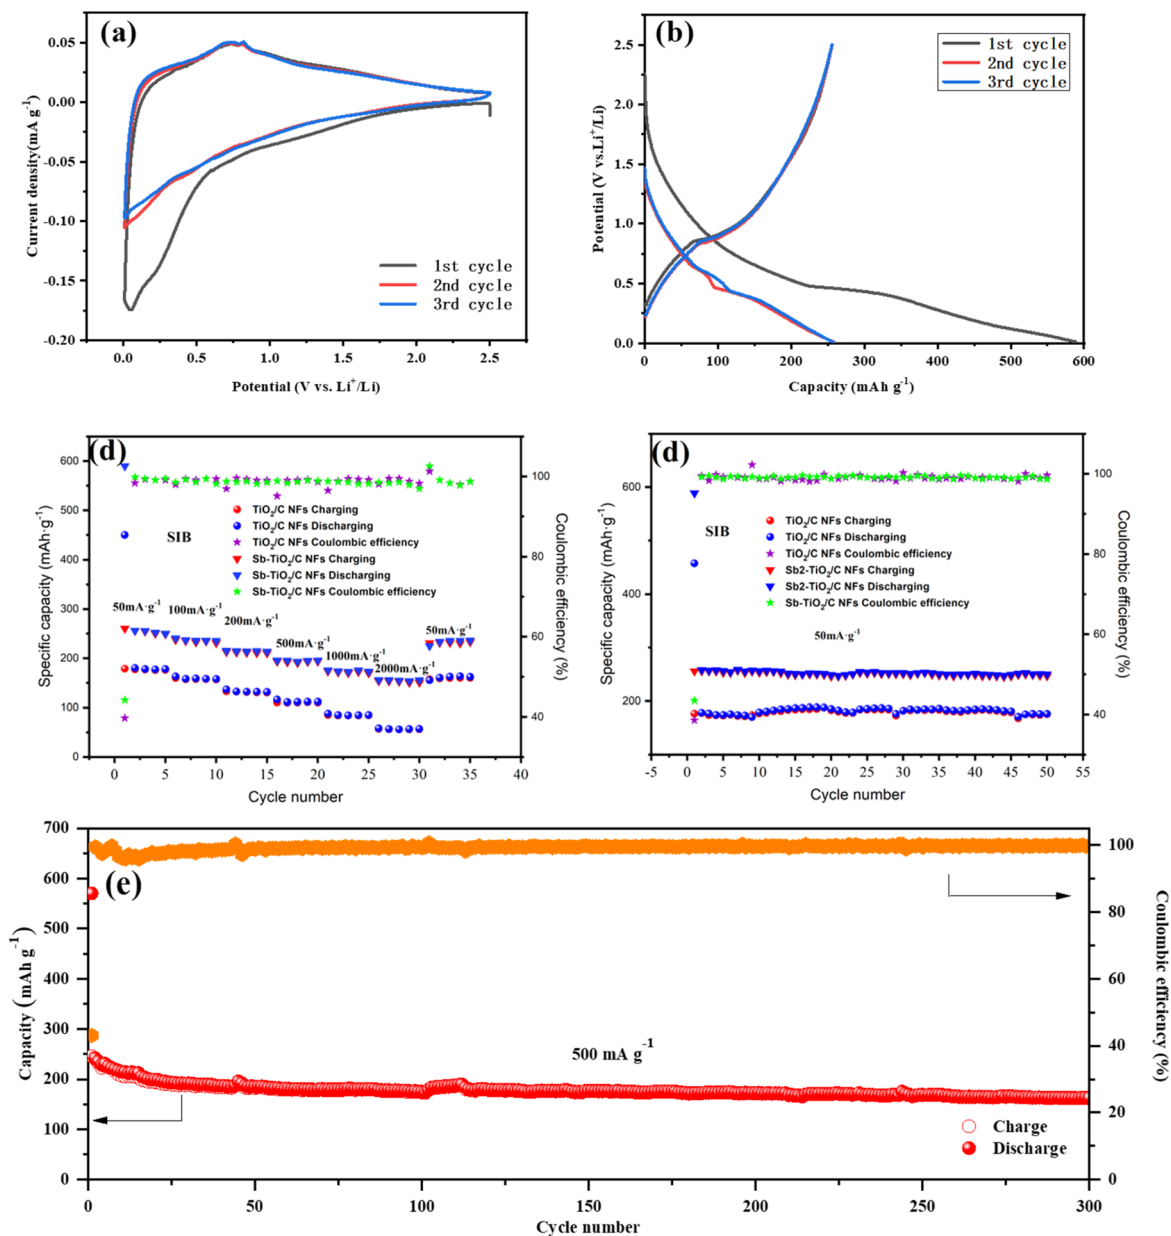 (a)
0.05
0.00
-0.05
-0.10
-0.15
-0.20
Current density(mA g⁻¹)
1st cycle
2nd cycle
3rd cycle
0.0 0.5 1.0 1.5 2.0 2.5
Potential (V vs. Li⁺/Li)
(b)
2.5
2.0
1.5
1.0
0.5
0.0
Potential (V vs.Li⁺/Li)
1st cycle
2nd cycle
3rd cycle
0 100 200 300 400 500 600
Capacity (mAh g⁻¹)
(d)
600
550
500
450
400
350
300
250
200
150
100
50
0
Specific capacity (mAh·g⁻¹)
SIB
TiO₂/C NFs Charging
TiO₂/C NFs Discharging
TiO₂/C NFs Coulombic efficiency
Sb-TiO₂/C NFs Charging
Sb-TiO₂/C NFs Discharging
Sb-TiO₂/C NFs Coulombic efficiency
50mA·g⁻¹
100mA·g⁻¹
200mA·g⁻¹
500mA·g⁻¹
1000mA·g⁻¹
2000mA·g⁻¹
50mA·g⁻¹
100
80
60
40
Coulombic efficiency (%)
0 5 10 15 20 25 30 35 40
Cycle number
(d)
600
400
200
Specific capacity (mAh·g⁻¹)
SIB
TiO₂/C NFs Charging
TiO₂/C NFs Discharging
TiO₂/C NFs Coulombic efficiency
Sb2-TiO₂/C NFs Charging
Sb2-TiO₂/C NFs Discharging
Sb-TiO₂/C NFs Coulombic efficiency
50mA·g⁻¹
100
80
60
40
Coulombic efficiency (%)
-5 0 5 10 15 20 25 30 35 40 45 50 55
Cycle number
(e)
700
600
500
400
300
200
150
100
50
0
Capacity (mAh g⁻¹)
500 mA g⁻¹
Charge
Discharge
100
80
60
40
20
0
Coulombic efficiency (%)
0 50 100 150 200 250 300
Cycle number